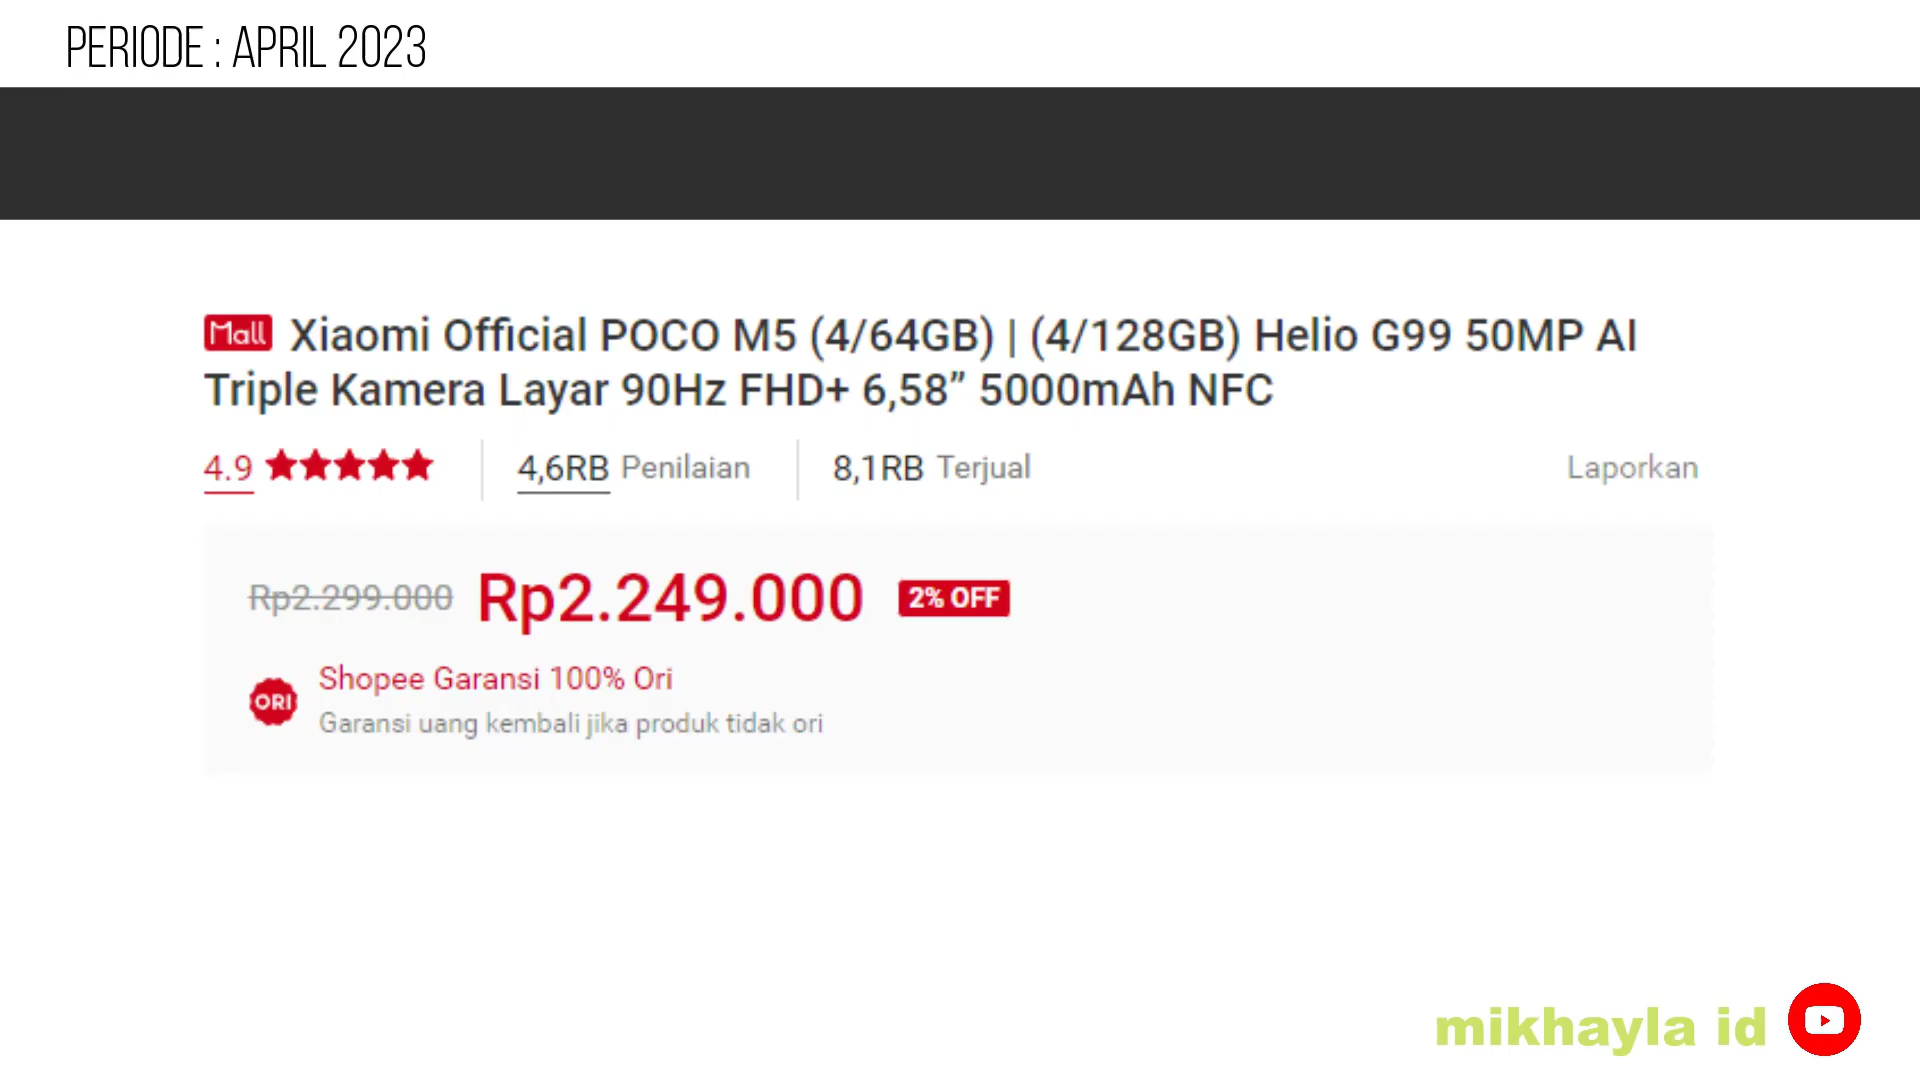 PERIODE : APRIL 2023
Mall Xiaomi Official POCO M5 (4/64GB) | (4/128GB) Helio G99 50MP AI
Triple Kamera Layar 90Hz FHD+ 6,58” 5000mAh NFC
4.9 4,6RB Penilaian 8,1RB Terjual Laporkan
Rp2.299.000 Rp2.249.000 2% OFF
Shopee Garansi 100% Ori
ORI
Garansi uang kembali jika produk tidak ori
mikhayla id